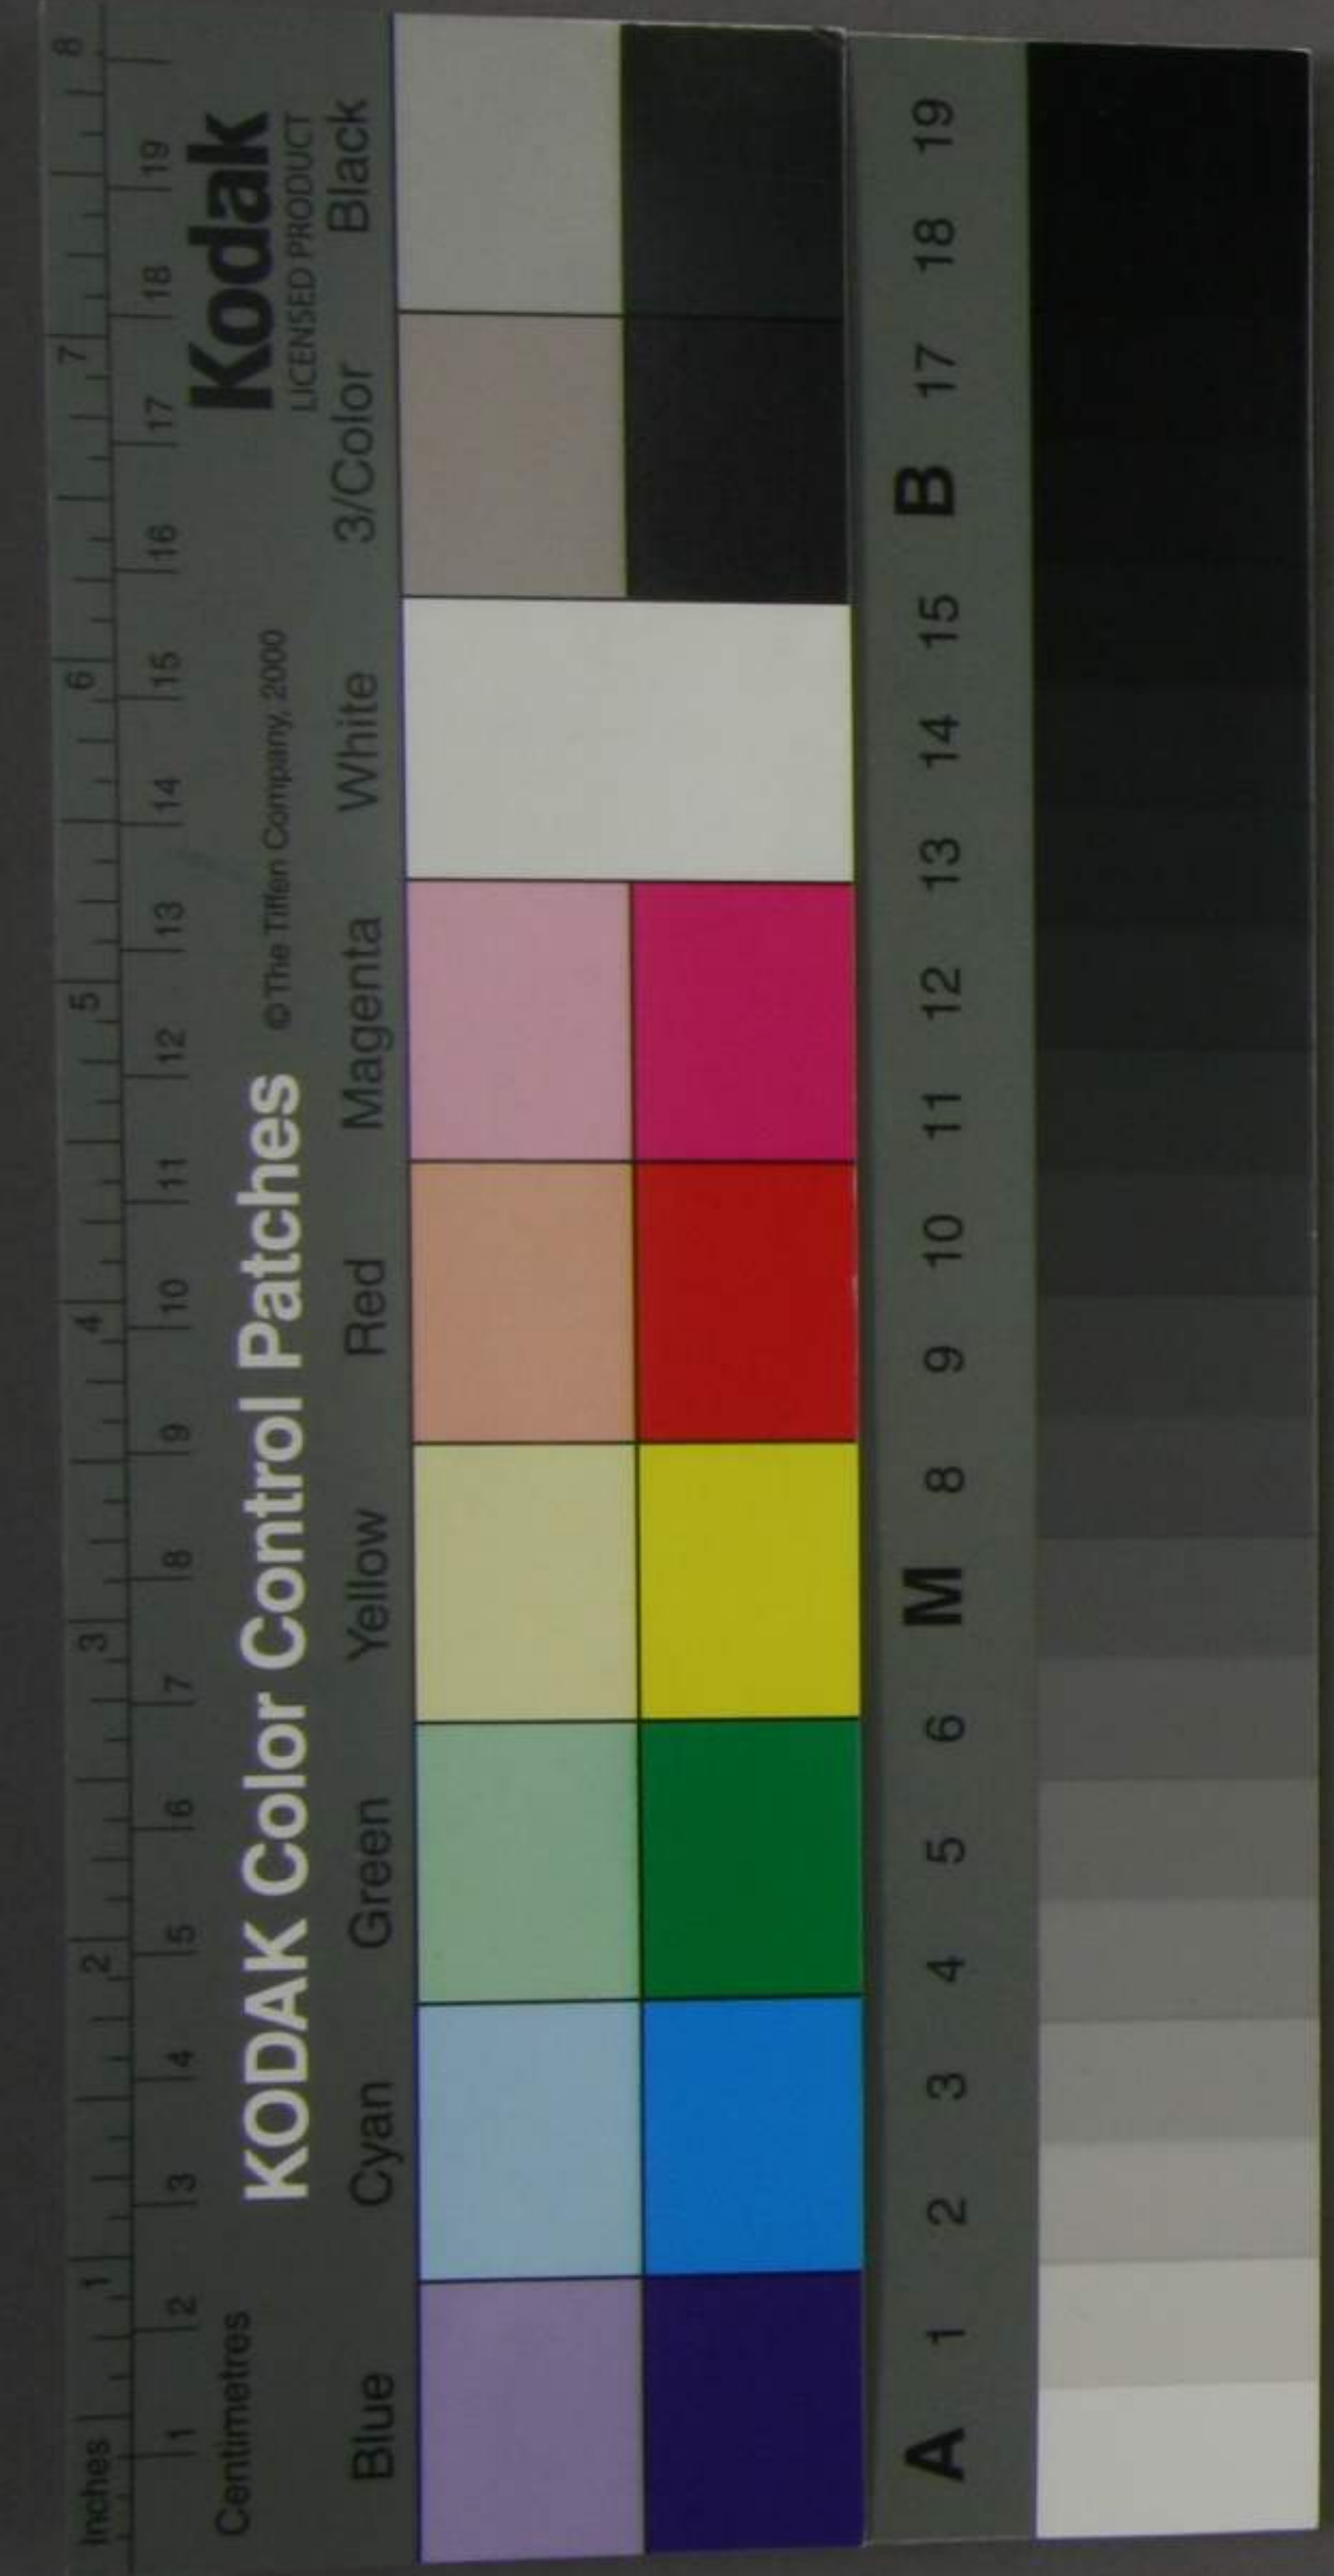 Inches 1 2 3 4 5 6 7 8
Centimetres 1 2 3 4 5 6 7 8 9 10 11 12 13 14 15 16 17 18 19
KODAK Color Control Patches © The Tiffen Company, 2000 Kodak
LICENSED PRODUCT
Blue Cyan Green Yellow Red Magenta White 3/Color Black
A 1 2 3 4 5 6 M 8 9 10 11 12 13 14 15 B 17 18 19